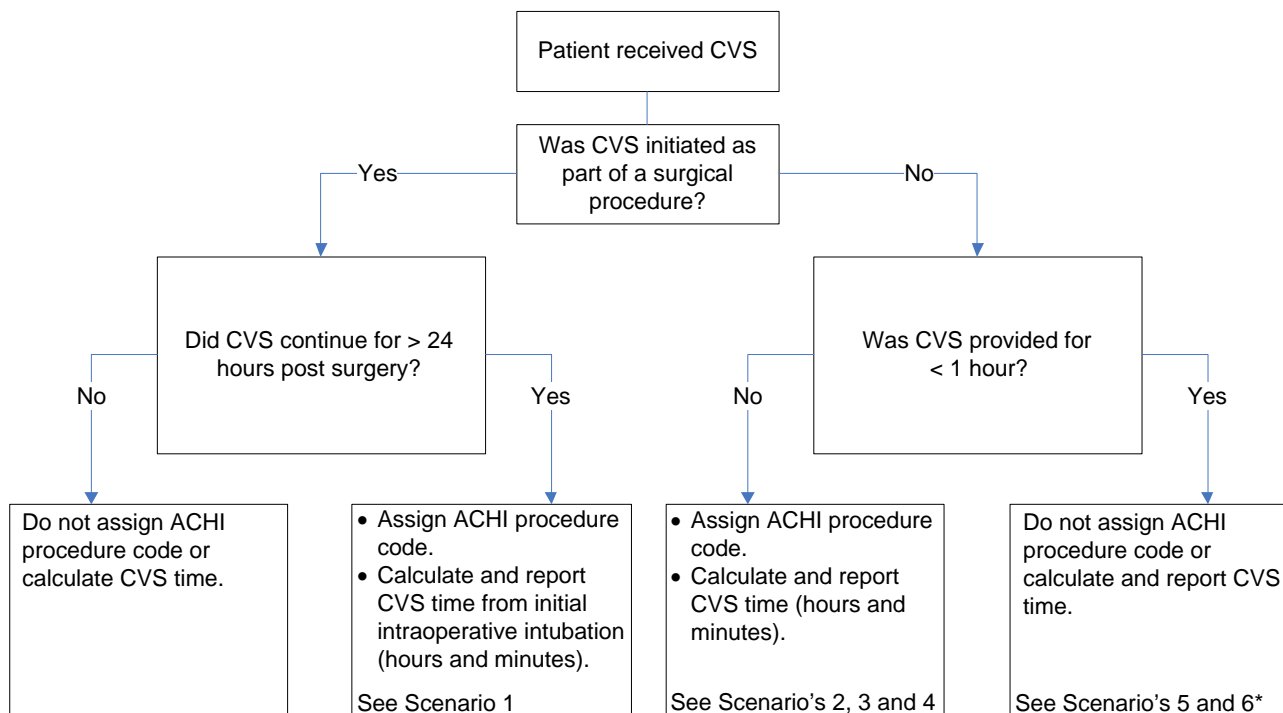 Patient received CVS
Was CVS initiated as
part of a surgical
procedure?
Yes
No
Did CVS continue for > 24
hours post surgery?
Was CVS provided for
< 1 hour?
No
Yes
No
Yes
Do not assign ACHI
procedure code or
calculate CVS time.
• Assign ACHI procedure
code.
• Calculate and report
CVS time from initial
intraoperative intubation
(hours and minutes).
See Scenario 1
• Assign ACHI procedure
code.
• Calculate and report
CVS time (hours and
minutes).
See Scenario’s 2, 3 and 4
Do not assign ACHI
procedure code or
calculate and report CVS
time.
See Scenario’s 5 and 6*